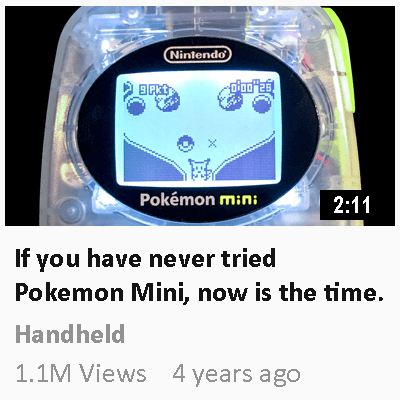 Nintendo
9 Pkt 0'00"26
Pokémon mini
2:11
If you have never tried
Pokemon Mini, now is the time.
Handheld
1.1M Views 4 years ago